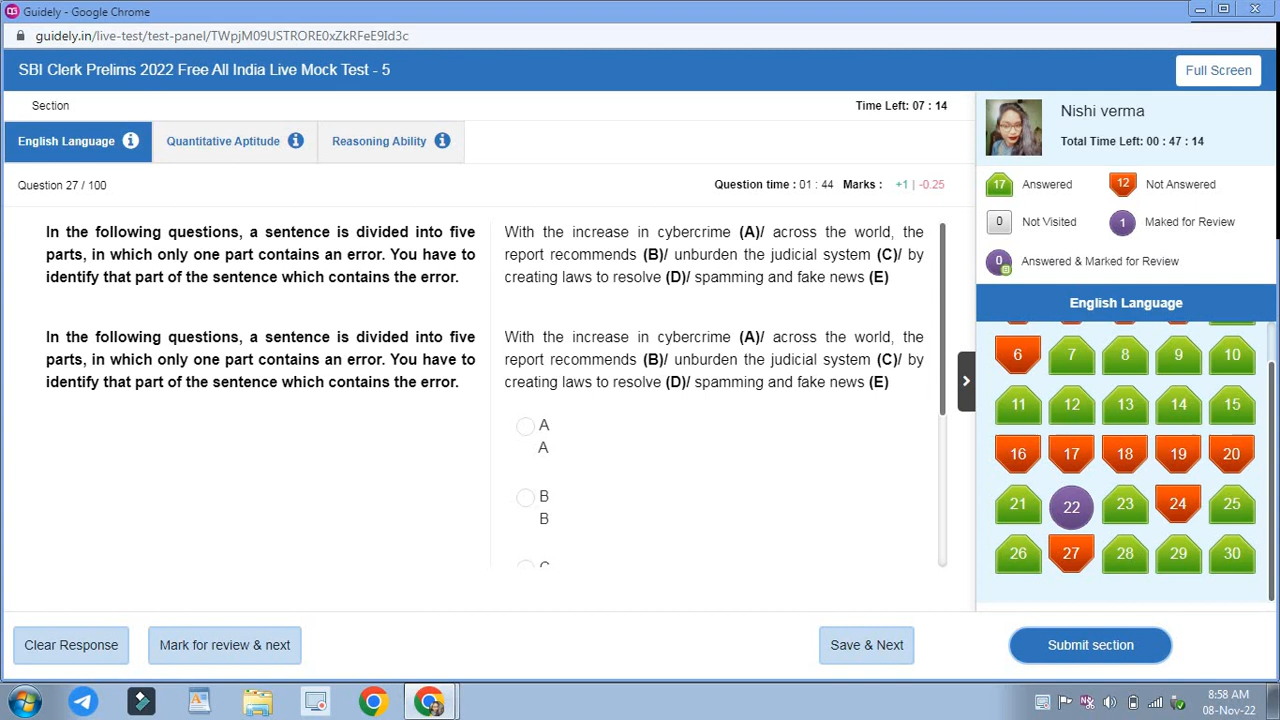 Guidely - Google Chrome
guidely.in/live-test/test-panel/TWpjM09USTRORE0xZkRFeE9Id3c
SBI Clerk Prelims 2022 Free All India Live Mock Test - 5
Full Screen
Section
Time Left: 07 : 14
English Language
Quantitative Aptitude
Reasoning Ability
Question 27 / 100
Question time : 01 : 44 Marks : +1 | -0.25
In the following questions, a sentence is divided into five
parts, in which only one part contains an error. You have to
identify that part of the sentence which contains the error.
With the increase in cybercrime (A)/ across the world, the
report recommends (B)/ unburden the judicial system (C)/ by
creating laws to resolve (D)/ spamming and fake news (E)
In the following questions, a sentence is divided into five
parts, in which only one part contains an error. You have to
identify that part of the sentence which contains the error.
With the increase in cybercrime (A)/ across the world, the
report recommends (B)/ unburden the judicial system (C)/ by
creating laws to resolve (D)/ spamming and fake news (E)
A
A
B
B
C
Clear Response
Mark for review & next
Save & Next
Nishi verma
Total Time Left: 00 : 47 : 14
17 Answered
12 Not Answered
0 Not Visited
1 Maked for Review
0 Answered & Marked for Review
English Language
6 7 8 9 10
11 12 13 14 15
16 17 18 19 20
21 22 23 24 25
26 27 28 29 30
Submit section
8:58 AM
08-Nov-22